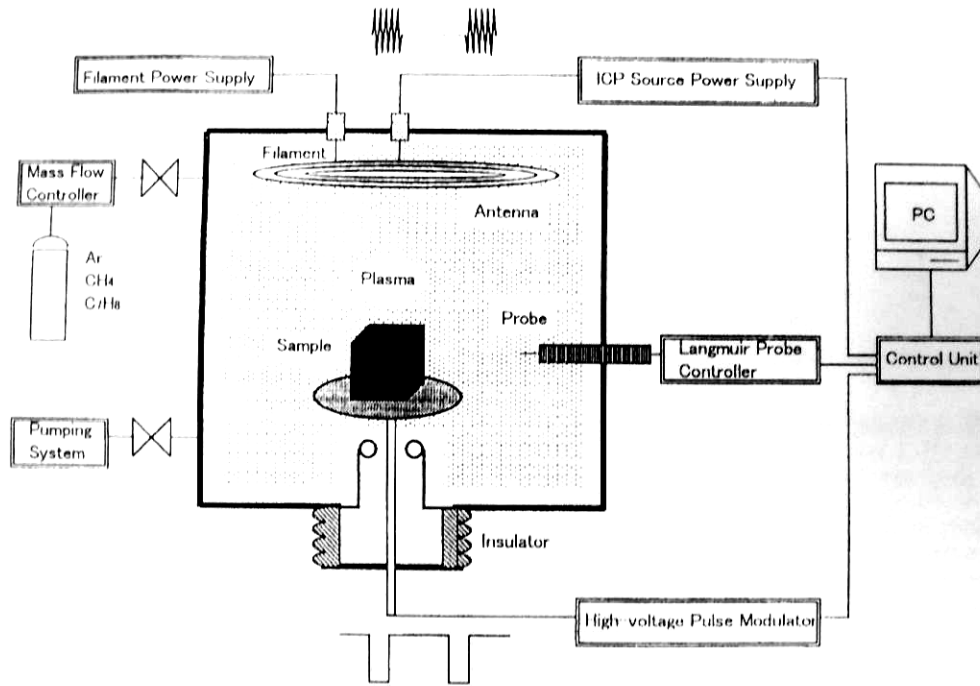 Filament Power Supply
ICP Source Power Supply
Filament
Mass Flow
Controller
Antenna
PC
Ar
CH4
C7H8
Plasma
Probe
Sample
Langmuir Probe
Controller
Control Unit
Pumping
System
Insulator
High-voltage Pulse Modulator